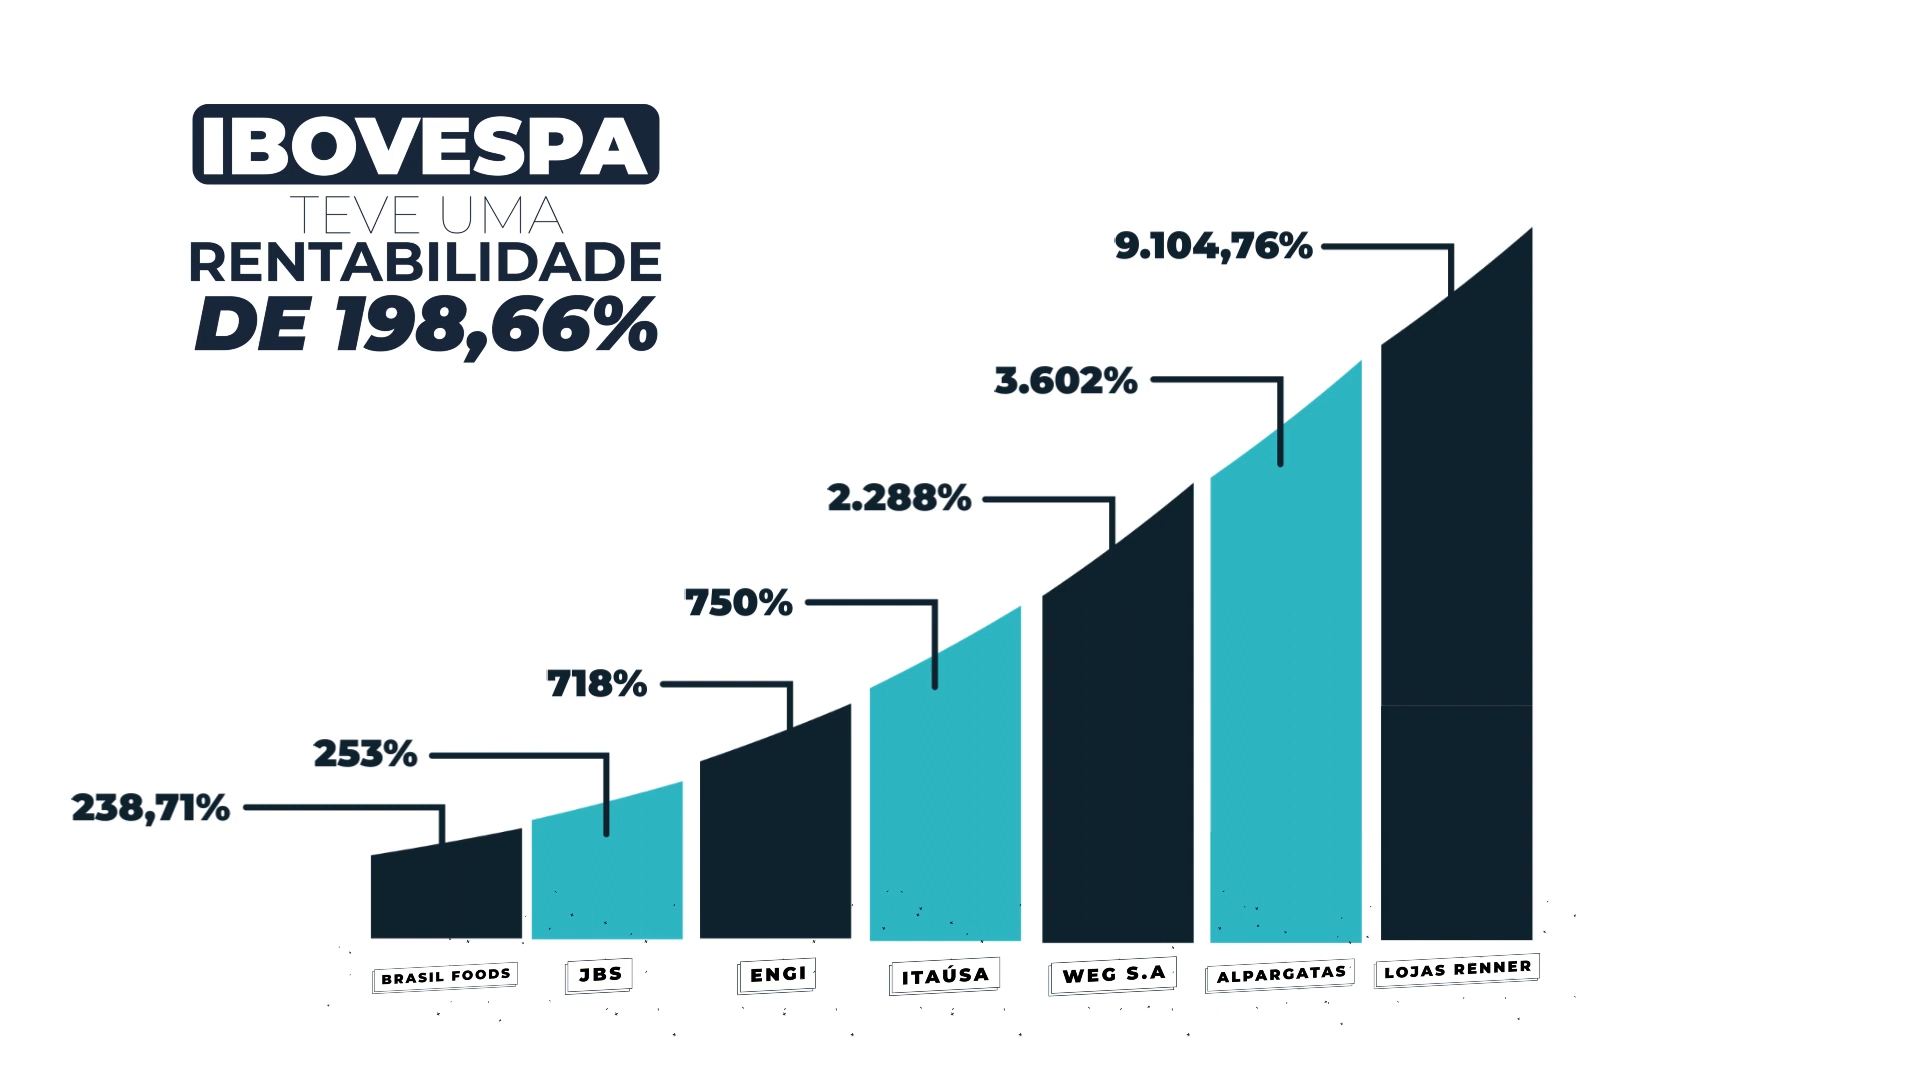 IBOVESPA
TEVE UMA
RENTABILIDADE
DE 198,66%
9.104,76%
3.602%
2.288%
750%
718%
253%
238,71%
BRASIL FOODS
JBS
ENGI
ITAÚSA
WEG S.A
ALPARGATAS
LOJAS RENNER